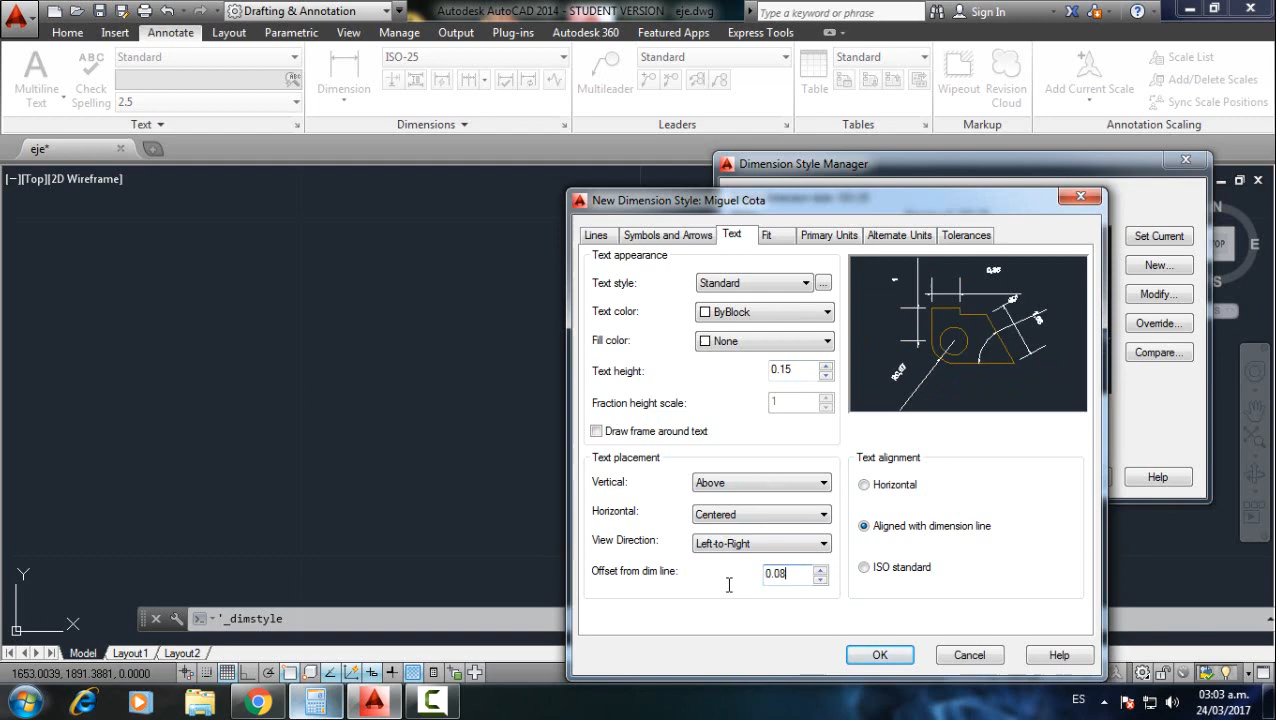 Drafting & Annotation
Autodesk AutoCAD 2014 - STUDENT VERSION eje.dwg
Type a keyword or phrase
Sign In
Home Insert Annotate Layout Parametric View Manage Output Plug-ins Autodesk 360 Featured Apps Express Tools
A
Multiline Text
ABC
Check Spelling
Standard
2.5
Text
Dimension
ISO-25
Dimensions
Multileader
Standard
Leaders
Table
Standard
Tables
Wipeout
Revision Cloud
Markup
Add Current Scale
Scale List
Add/Delete Scales
Sync Scale Positions
Annotation Scaling
eje*
[−][Top][2D Wireframe]
Dimension Style Manager
Set Current
New...
Modify...
Override...
Compare...
Help
N
TOP
E
S
New Dimension Style: Miguel Cota
Lines Symbols and Arrows Text Fit Primary Units Alternate Units Tolerances
Text appearance
Text style: Standard ...
Text color: ByBlock
Fill color: None
Text height: 0.15
Fraction height scale: 1
Draw frame around text
Text placement
Vertical: Above
Horizontal: Centered
View Direction: Left-to-Right
Offset from dim line: 0.08
Text alignment
Horizontal
Aligned with dimension line
ISO standard
OK Cancel Help
Y
X
'_dimstyle
Model Layout1 Layout2
1653.0039, 1891.3981, 0.0000
ES
03:03 a.m.
24/03/2017